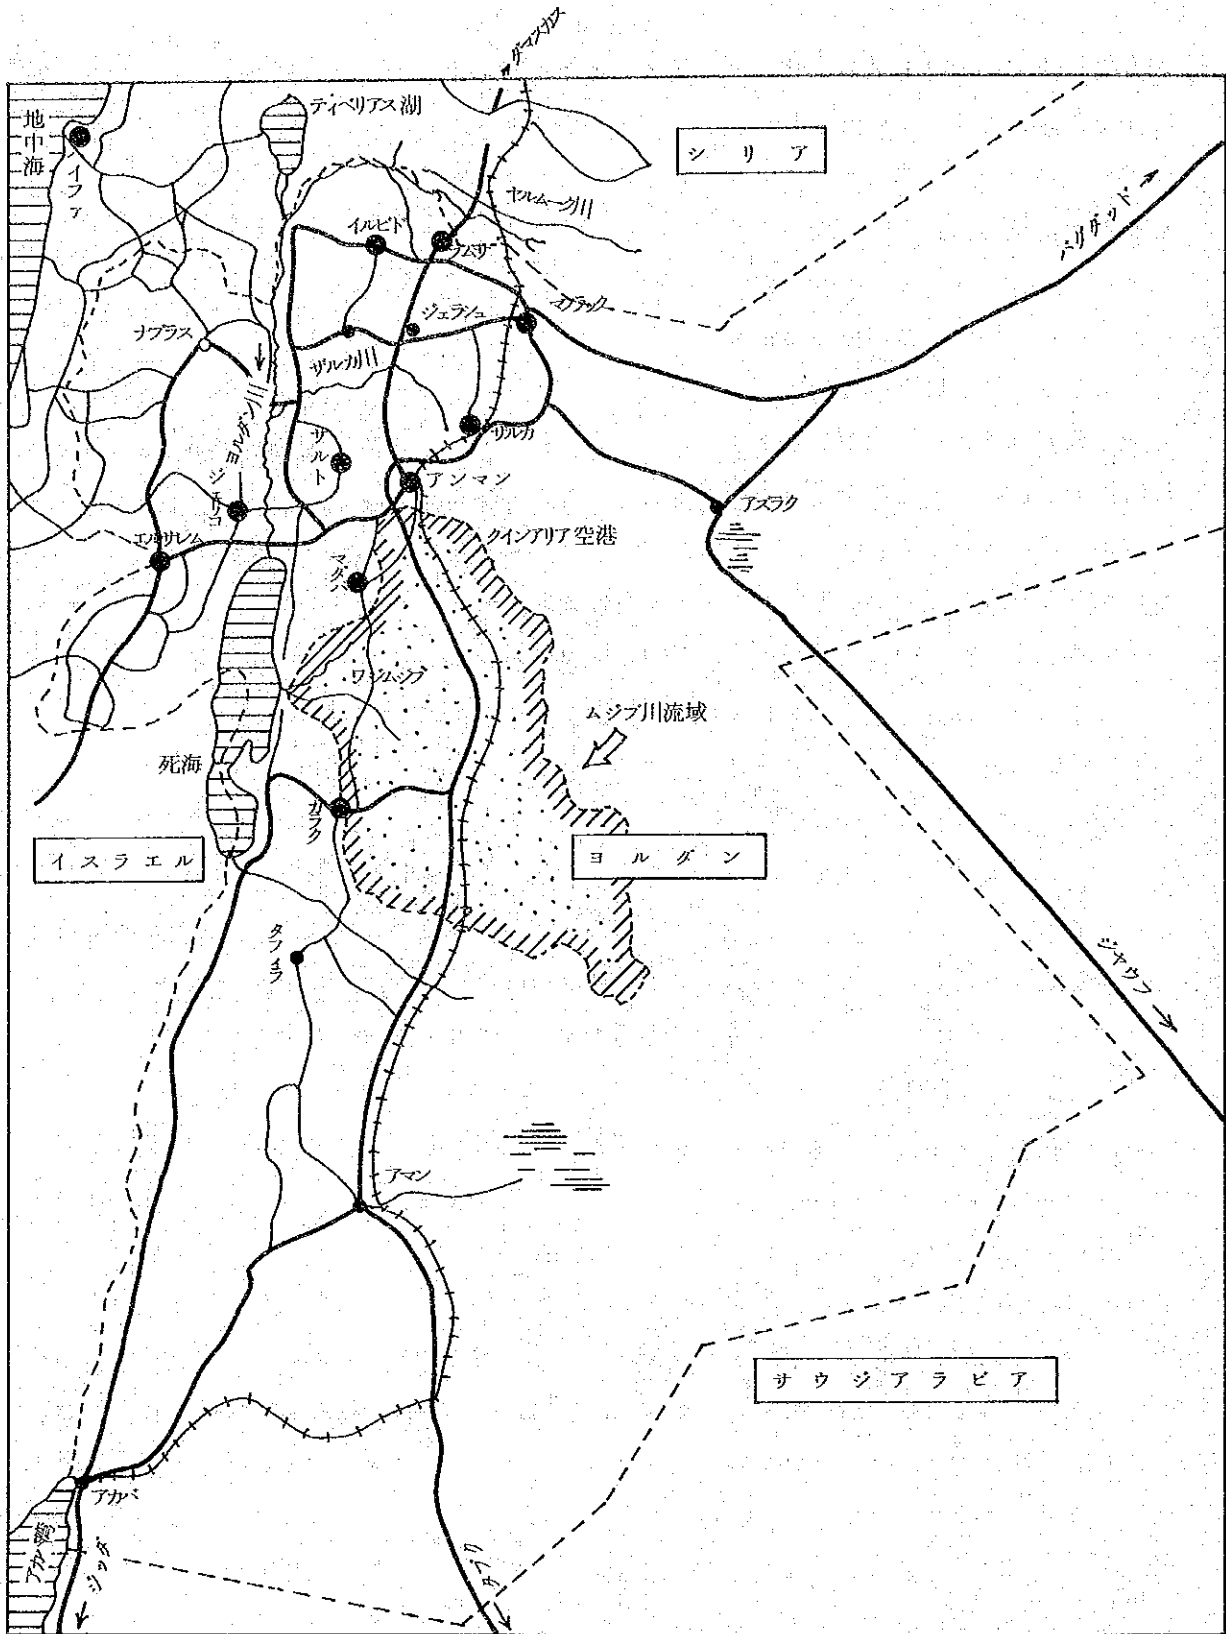 ダマスカス
地中海
ティベリアス湖
シリア
イファ
ヤルムーク川
バグダッド
イルビド
ラムサ
ジェラシュ
マフラック
ナブラス
ザルカ川
ヨルダン川
サルト
ザルカ
アンマン
アズラク
ジェリコ
クインアリア空港
エルサレム
マダバ
ワジムジブ
ムジブ川流域
死海
カラク
イスラエル
ヨルダン
タフィラ
ジャウフ
アマン
サウジアラビア
アカバ
アカバ湾
ジッダ
タブク